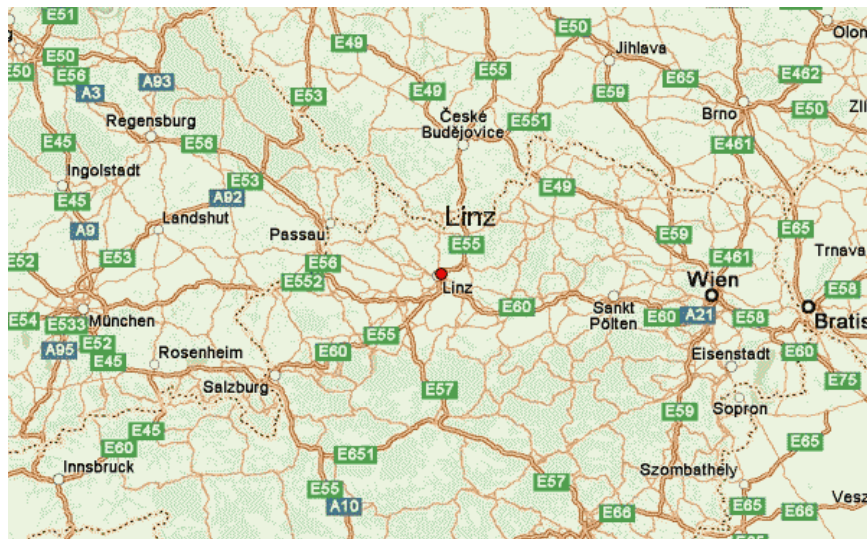 E51
E50
Olom
E50
E49
Jihlava
E50
E56
A93
E55
E65
E462
A3
E53
E49
E59
Brno
E50
Zlí
Regensburg
České
Budějovice
E551
E45
E56
E461
Ingolstadt
E53
E49
E45
A92
Landshut
Linz
A9
Passau
E59
E65
E55
E461
Trnava
E52
E53
E56
E552
Linz
Wien
E58
Sankt
Pölten
E60
E60
A21
E58
Bratis
E54
E533
München
E55
E52
A95
E45
Rosenheim
E60
Eisenstadt
E60
Salzburg
E57
E75
E59
Sopron
E45
E60
E651
E65
Innsbruck
Szombathely
E55
E57
A10
E65
E66
E66
Vesz
E65